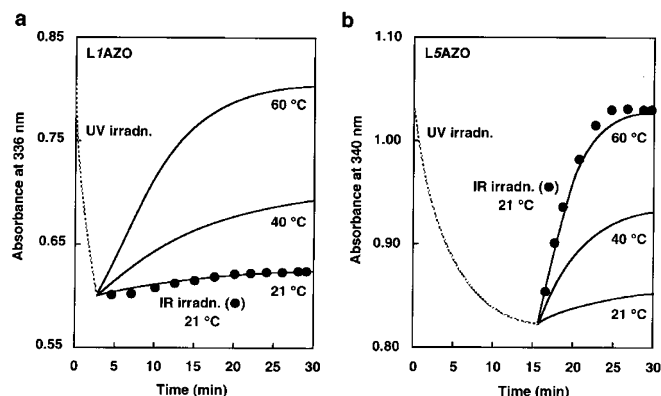 a
L1AZO
UV irradn.
60 °C
40 °C
21 °C
IR irradn. (●)
21 °C
0.85
0.75
0.65
0.55
Absorbance at 336 nm
0 5 10 15 20 25 30
Time (min)
b
L5AZO
UV irradn.
IR irradn. (●)
21 °C
60 °C
40 °C
21 °C
1.10
1.00
0.90
0.80
Absorbance at 340 nm
0 5 10 15 20 25 30
Time (min)